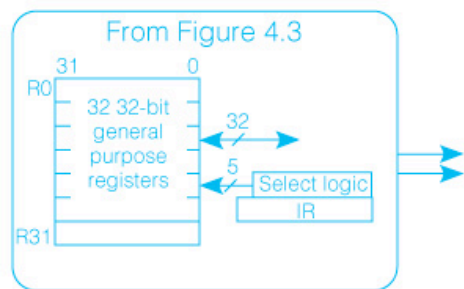 From Figure 4.3
31 0
R0
32 32-bit
general
purpose
registers
32
5
Select logic
IR
R31